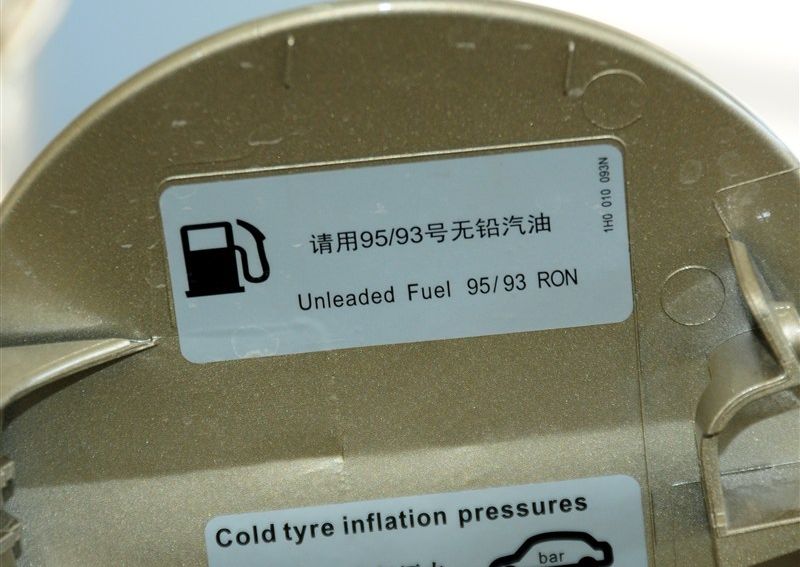 请用95/93号无铅汽油
Unleaded Fuel 95/93 RON
1H0 010 093N
Cold tyre inflation pressures
bar